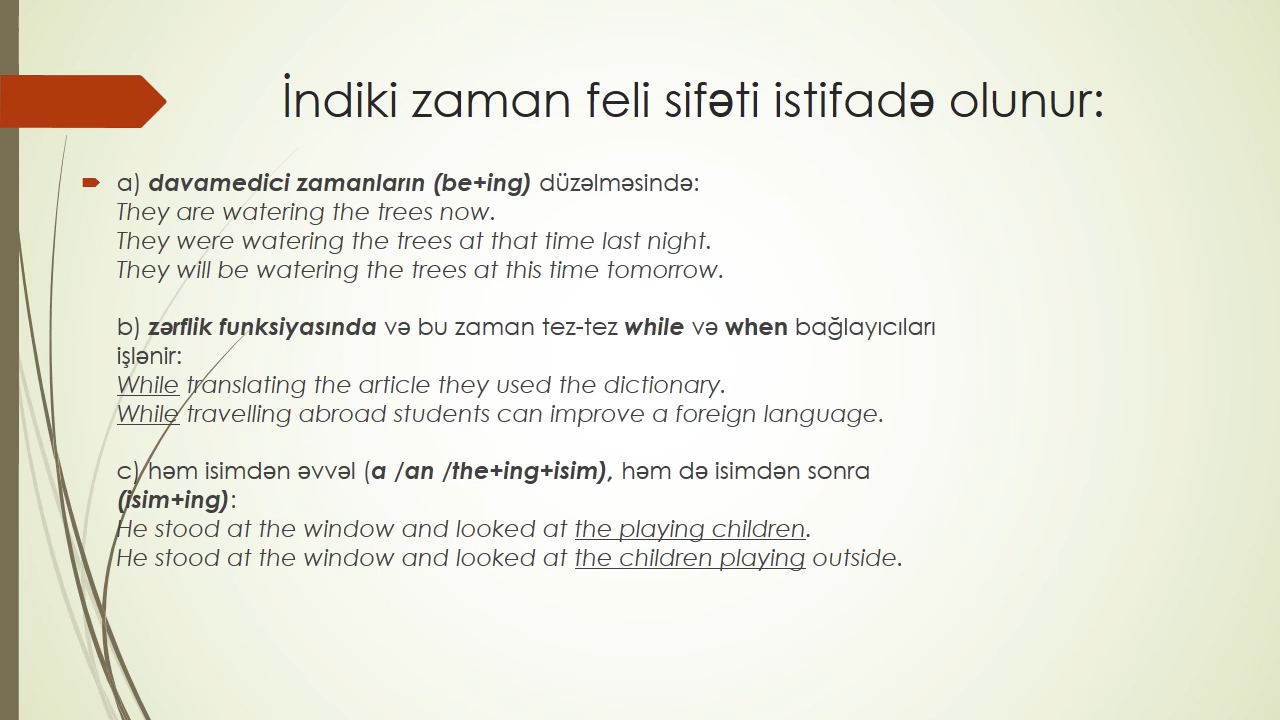 İndiki zaman feli sifəti istifadə olunur:
a) davamedici zamanların (be+ing) düzəlməsində:
They are watering the trees now.
They were watering the trees at that time last night.
They will be watering the trees at this time tomorrow.
b) zərflik funksiyasında və bu zaman tez-tez while və when bağlayıcıları
işlənir:
While translating the article they used the dictionary.
While travelling abroad students can improve a foreign language.
c) həm isimdən əvvəl (a /an /the+ing+isim), həm də isimdən sonra
(isim+ing):
He stood at the window and looked at the playing children.
He stood at the window and looked at the children playing outside.